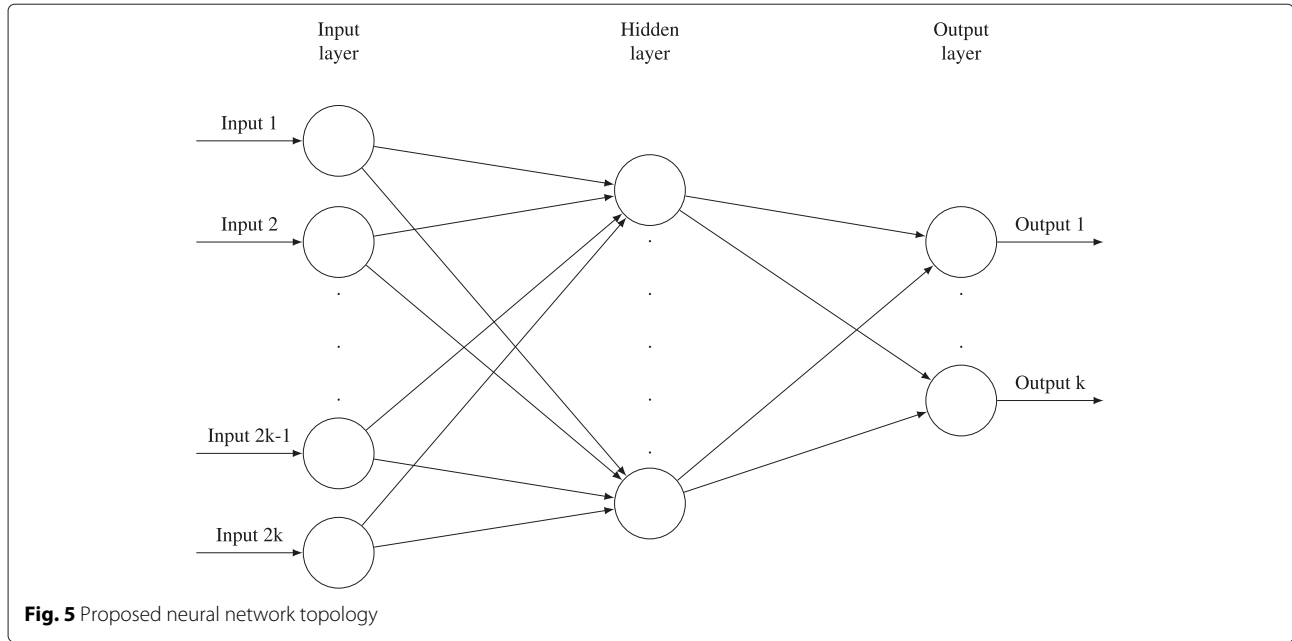 Input
layer
Hidden
layer
Output
layer
Input 1
Input 2
Input 2k-1
Input 2k
Output 1
Output k
Fig. 5 Proposed neural network topology